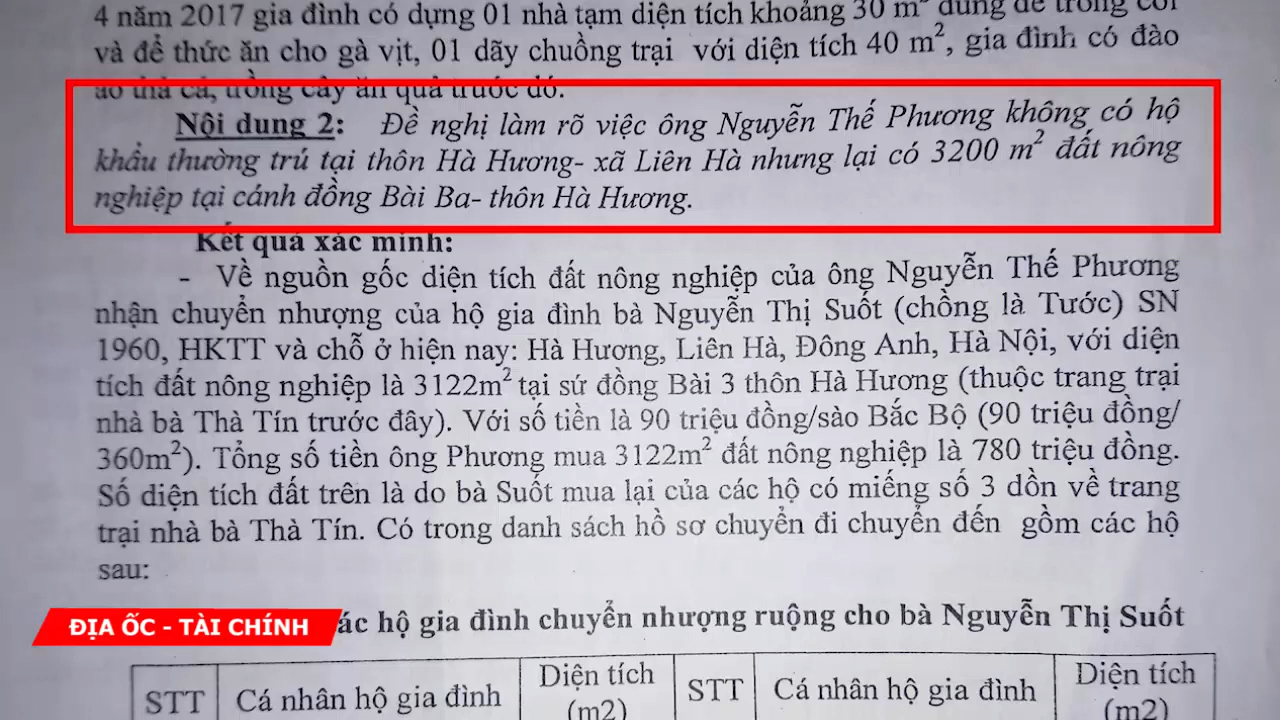 4 năm 2017 gia đình có dựng 01 nhà tạm diện tích khoảng 30 m² dùng để trông coi
và để thức ăn cho gà vịt, 01 dãy chuồng trại với diện tích 40 m², gia đình có đào
ao thả cá, trồng cây ăn quả trước đó.
Nội dung 2: Đề nghị làm rõ việc ông Nguyễn Thế Phương không có hộ
khẩu thường trú tại thôn Hà Hương- xã Liên Hà nhưng lại có 3200 m² đất nông
nghiệp tại cánh đồng Bài Ba- thôn Hà Hương.
Kết quả xác minh:
- Về nguồn gốc diện tích đất nông nghiệp của ông Nguyễn Thế Phương
nhận chuyển nhượng của hộ gia đình bà Nguyễn Thị Suốt (chồng là Tước) SN
1960, HKTT và chỗ ở hiện nay: Hà Hương, Liên Hà, Đông Anh, Hà Nội, với diện
tích đất nông nghiệp là 3122m² tại sứ đồng Bài 3 thôn Hà Hương (thuộc trang trại
nhà bà Thà Tín trước đây). Với số tiền là 90 triệu đồng/sào Bắc Bộ (90 triệu đồng/
360m²). Tổng số tiền ông Phương mua 3122m² đất nông nghiệp là 780 triệu đồng.
Số diện tích đất trên là do bà Suốt mua lại của các hộ có miếng số 3 dồn về trang
trại nhà bà Thà Tín. Có trong danh sách hồ sơ chuyển đi chuyển đến gồm các hộ
sau:
ác hộ gia đình chuyển nhượng ruộng cho bà Nguyễn Thị Suốt
ĐỊA ỐC - TÀI CHÍNH
STT Cá nhân hộ gia đình Diện tích (m2) STT Cá nhân hộ gia đình Diện tích (m2)